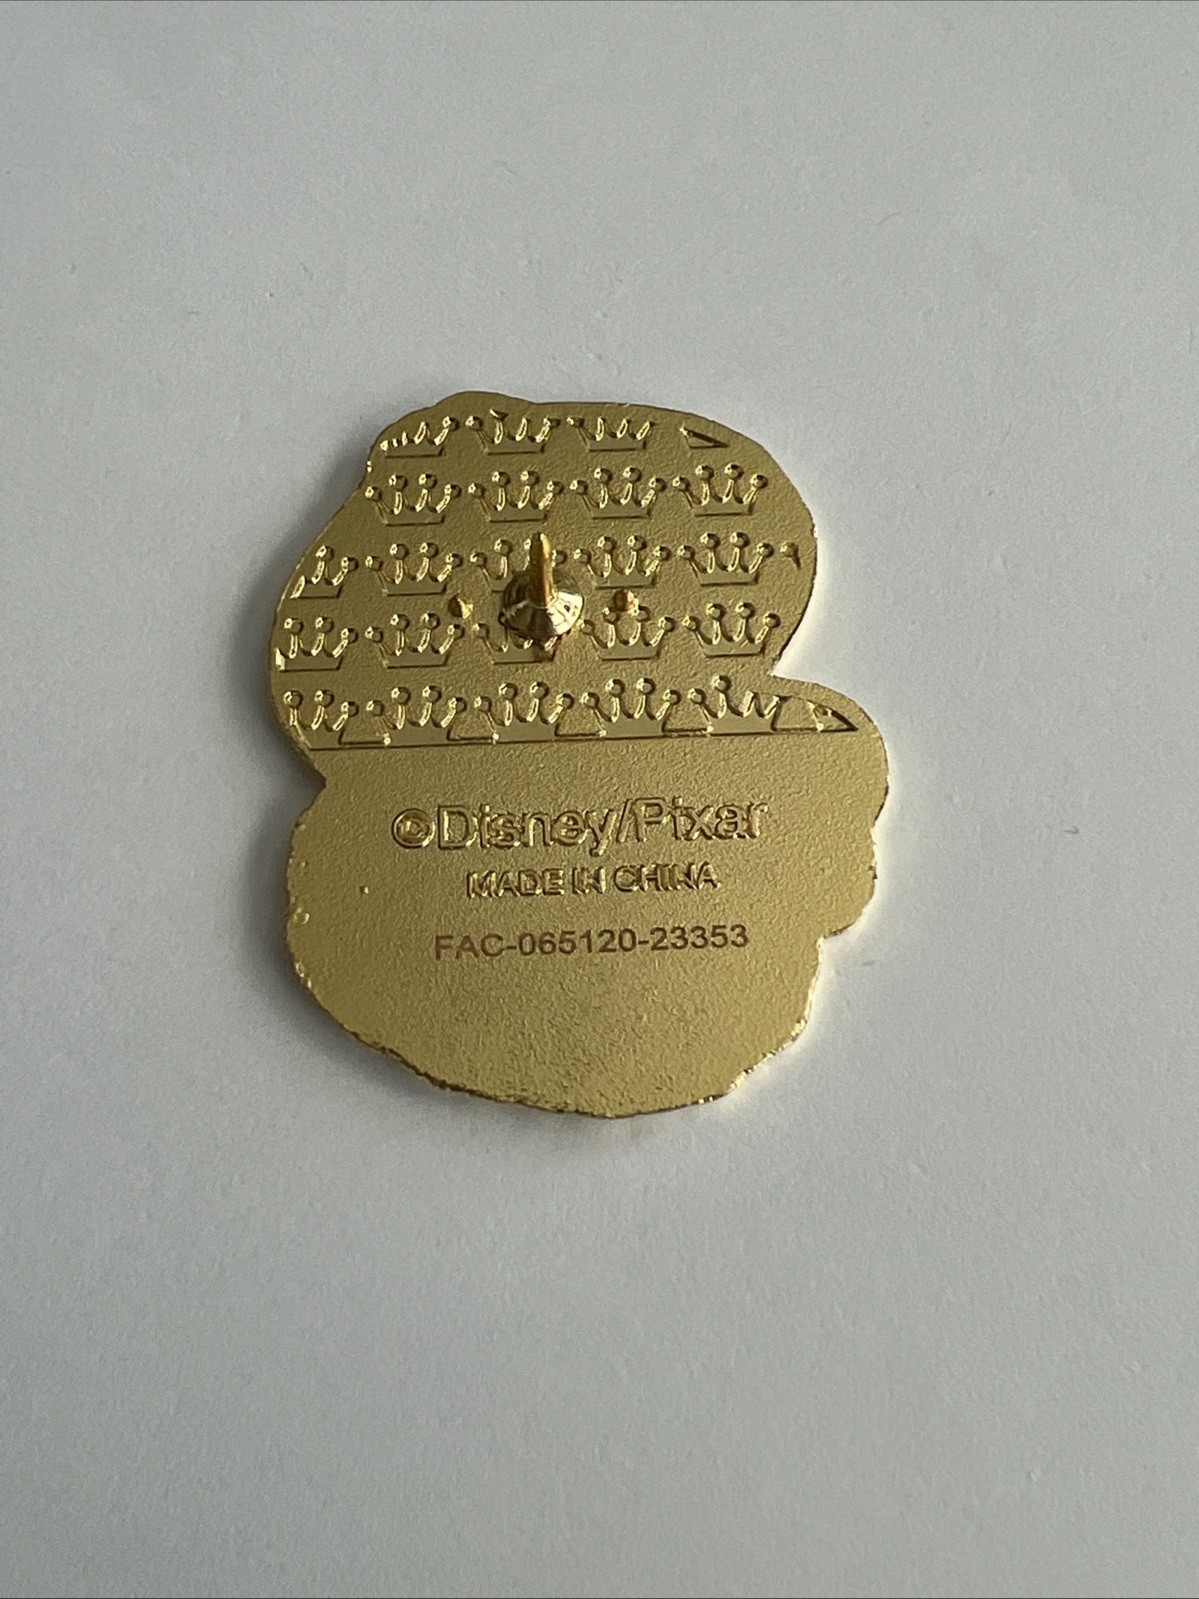 ©Disney/Pixar
MADE IN CHINA
FAC-065120-23353